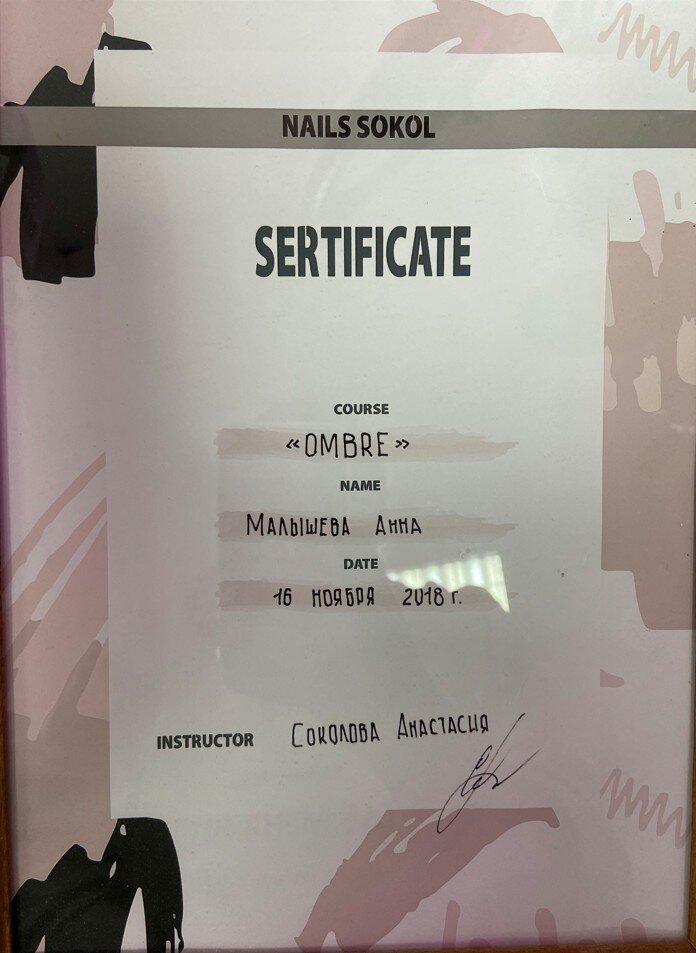 NAILS SOKOL
SERTIFICATE
COURSE
«OMBRE»
NAME
Малышева Анна
DATE
16 ноября 2018 г.
INSTRUCTOR Соколова Анастасия